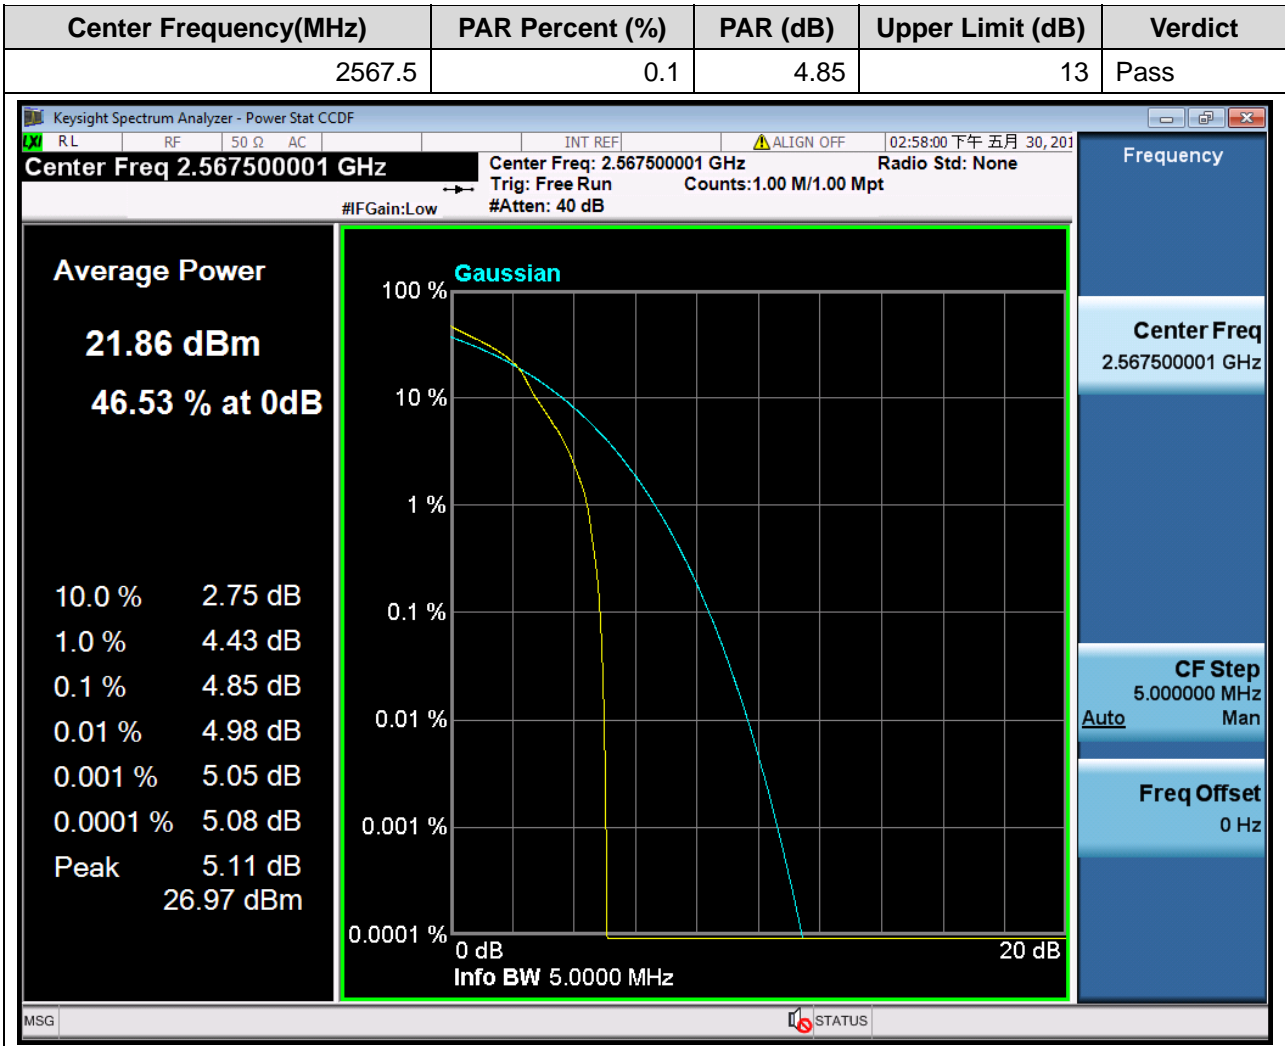 Center Frequency(MHz) PAR Percent (%) PAR (dB) Upper Limit (dB) Verdict
2567.5 0.1 4.85 13 Pass
Keysight Spectrum Analyzer - Power Stat CCDF
LXI RL RF 50 Ω AC INT REF ALIGN OFF 02:58:00 下午 五月 30, 201
Center Freq 2.567500001 GHz
Center Freq: 2.567500001 GHz Radio Std: None
Trig: Free Run Counts:1.00 M/1.00 Mpt
#IFGain:Low #Atten: 40 dB
Frequency
Average Power
21.86 dBm
46.53 % at 0dB
10.0 % 2.75 dB
1.0 % 4.43 dB
0.1 % 4.85 dB
0.01 % 4.98 dB
0.001 % 5.05 dB
0.0001 % 5.08 dB
Peak 5.11 dB
26.97 dBm
Gaussian
100 %
10 %
1 %
0.1 %
0.01 %
0.001 %
0.0001 %
0 dB 20 dB
Info BW 5.0000 MHz
Center Freq
2.567500001 GHz
CF Step
5.000000 MHz
Auto Man
Freq Offset
0 Hz
MSG STATUS